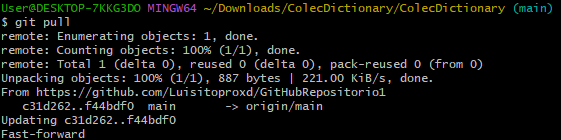 User@DESKTOP-7KKG3DO MINGW64 ~/Downloads/ColecDictionary/ColecDictionary (main)
$ git pull
remote: Enumerating objects: 1, done.
remote: Counting objects: 100% (1/1), done.
remote: Total 1 (delta 0), reused 0 (delta 0), pack-reused 0 (from 0)
Unpacking objects: 100% (1/1), 887 bytes | 221.00 KiB/s, done.
From https://github.com/Luisitoproxd/GitHubRepositorio1
   c31d262..f44bdf0  main       -> origin/main
Updating c31d262..f44bdf0
Fast-forward